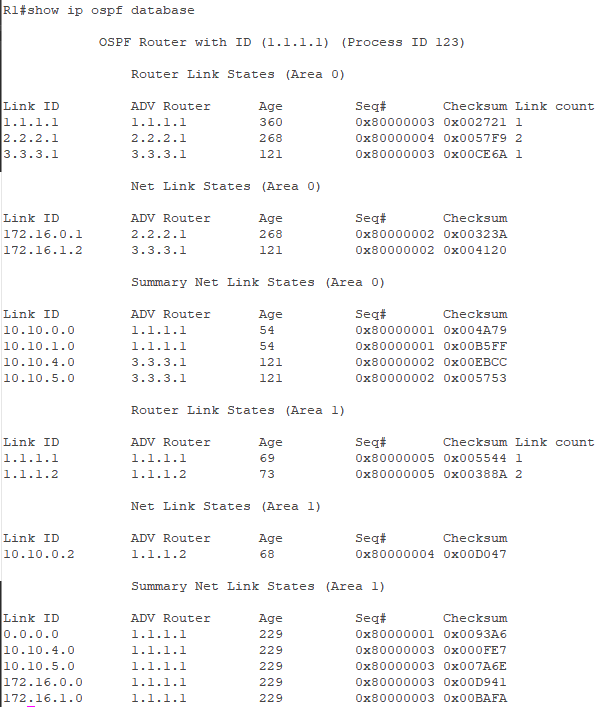 R1#show ip ospf database
OSPF Router with ID (1.1.1.1) (Process ID 123)
Router Link States (Area 0)
Link ID ADV Router Age Seq# Checksum Link count
1.1.1.1 1.1.1.1 360 0x80000003 0x002721 1
2.2.2.1 2.2.2.1 268 0x80000004 0x0057F9 2
3.3.3.1 3.3.3.1 121 0x80000003 0x00CE6A 1
Net Link States (Area 0)
Link ID ADV Router Age Seq# Checksum
172.16.0.1 2.2.2.1 268 0x80000002 0x00323A
172.16.1.2 3.3.3.1 121 0x80000002 0x004120
Summary Net Link States (Area 0)
Link ID ADV Router Age Seq# Checksum
10.10.0.0 1.1.1.1 54 0x80000001 0x004A79
10.10.1.0 1.1.1.1 54 0x80000001 0x00B5FF
10.10.4.0 3.3.3.1 121 0x80000002 0x00EBCC
10.10.5.0 3.3.3.1 121 0x80000002 0x005753
Router Link States (Area 1)
Link ID ADV Router Age Seq# Checksum Link count
1.1.1.1 1.1.1.1 69 0x80000005 0x005544 1
1.1.1.2 1.1.1.2 73 0x80000005 0x00388A 2
Net Link States (Area 1)
Link ID ADV Router Age Seq# Checksum
10.10.0.2 1.1.1.2 68 0x80000004 0x00D047
Summary Net Link States (Area 1)
Link ID ADV Router Age Seq# Checksum
0.0.0.0 1.1.1.1 229 0x80000001 0x0093A6
10.10.4.0 1.1.1.1 229 0x80000003 0x000FE7
10.10.5.0 1.1.1.1 229 0x80000003 0x007A6E
172.16.0.0 1.1.1.1 229 0x80000003 0x00D941
172.16.1.0 1.1.1.1 229 0x80000003 0x00BAFA